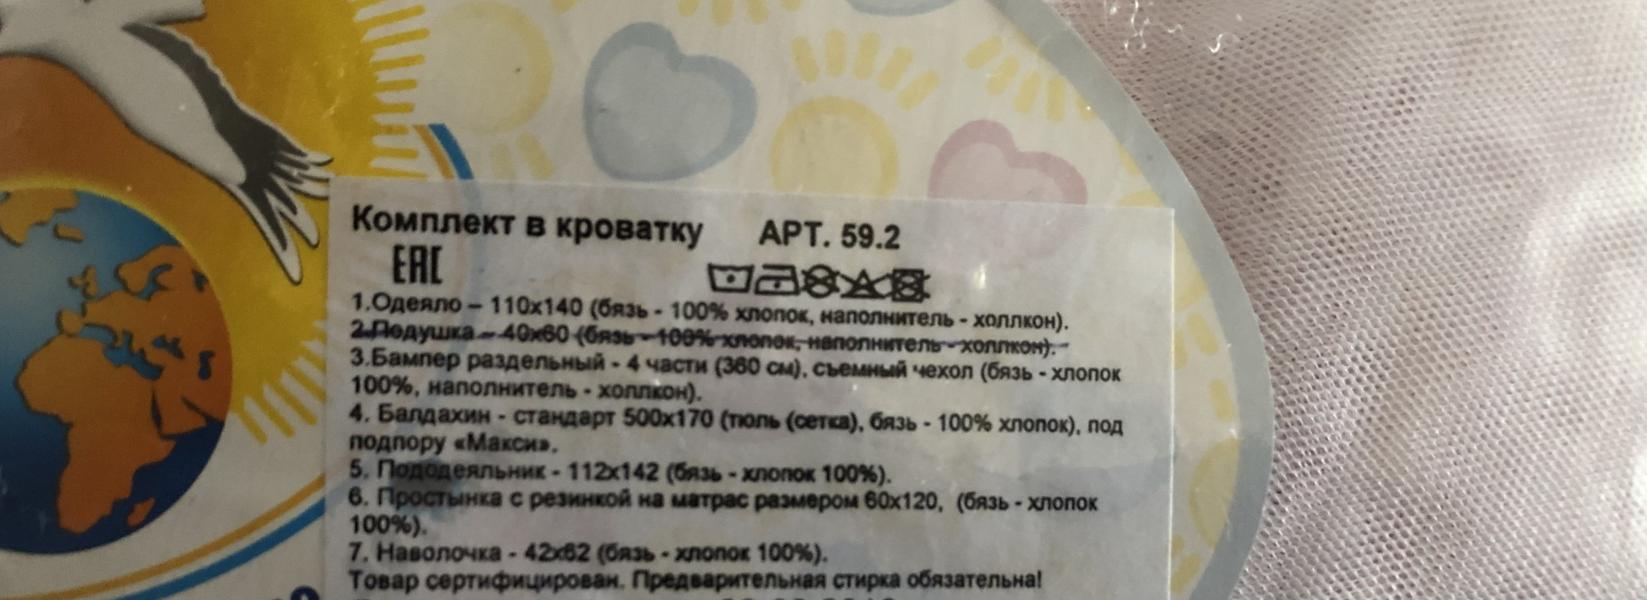 Комплект в кроватку АРТ. 59.2
ЕАС
1.Одеяло – 110х140 (бязь - 100% хлопок, наполнитель - холлкон).
2.Подушка – 40х60 (бязь - 100% хлопок, наполнитель - холлкон).
3.Бампер раздельный - 4 части (360 см), съемный чехол (бязь - хлопок
100%, наполнитель - холлкон).
4. Балдахин - стандарт 500х170 (тюль (сетка), бязь - 100% хлопок), под
подпору «Макси».
5. Пододеяльник - 112х142 (бязь - хлопок 100%).
6. Простынка с резинкой на матрас размером 60х120, (бязь - хлопок
100%).
7. Наволочка - 42х62 (бязь - хлопок 100%).
Товар сертифицирован. Предварительная стирка обязательна!